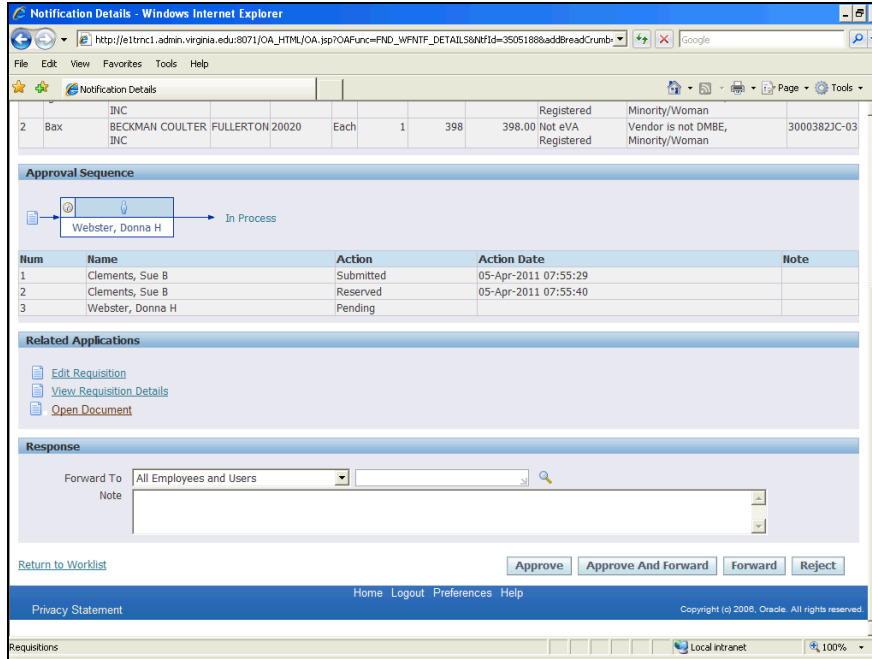 Notification Details - Windows Internet Explorer
http://e1trnc1.admin.virginia.edu:8071/OA_HTML/OA.jsp?OAFunc=FND_WFNTF_DETAILS&NtfId=3505188&addBreadCrumb=
Google
File Edit View Favorites Tools Help
Notification Details
Page Tools
INC Registered Minority/Woman
2 Bax BECKMAN COULTER FULLERTON 20020 Each 1 398 398.00 Not eVA Vendor is not DMBE, 3000382JC-03
INC Registered Minority/Woman
Approval Sequence
Webster, Donna H
In Process
Num Name Action Action Date Note
1 Clements, Sue B Submitted 05-Apr-2011 07:55:29
2 Clements, Sue B Reserved 05-Apr-2011 07:55:40
3 Webster, Donna H Pending
Related Applications
Edit Requisition
View Requisition Details
Open Document
Response
Forward To All Employees and Users
Note
Return to Worklist Approve Approve And Forward Forward Reject
Home Logout Preferences Help
Privacy Statement Copyright (c) 2006, Oracle. All rights reserved.
Requisitions Local intranet 100%